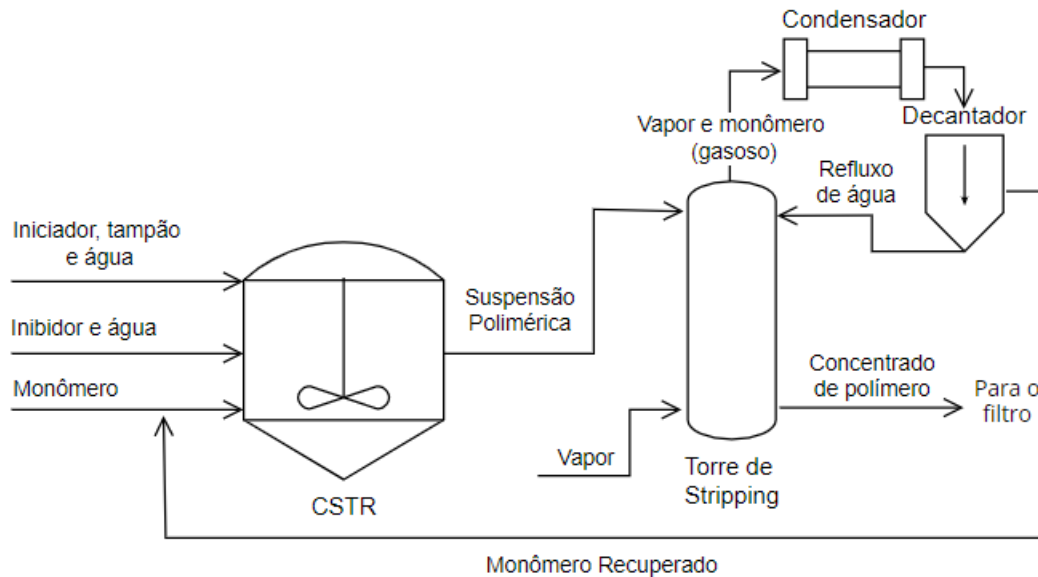 Condensador
Decantador
Vapor e monômero
(gasoso)
Refluxo
de água
Iniciador, tampão
e água
Suspensão
Polimérica
Inibidor e água
Monômero
Concentrado
de polímero
Para o
filtro
Vapor
Torre de
Stripping
CSTR
Monômero Recuperado